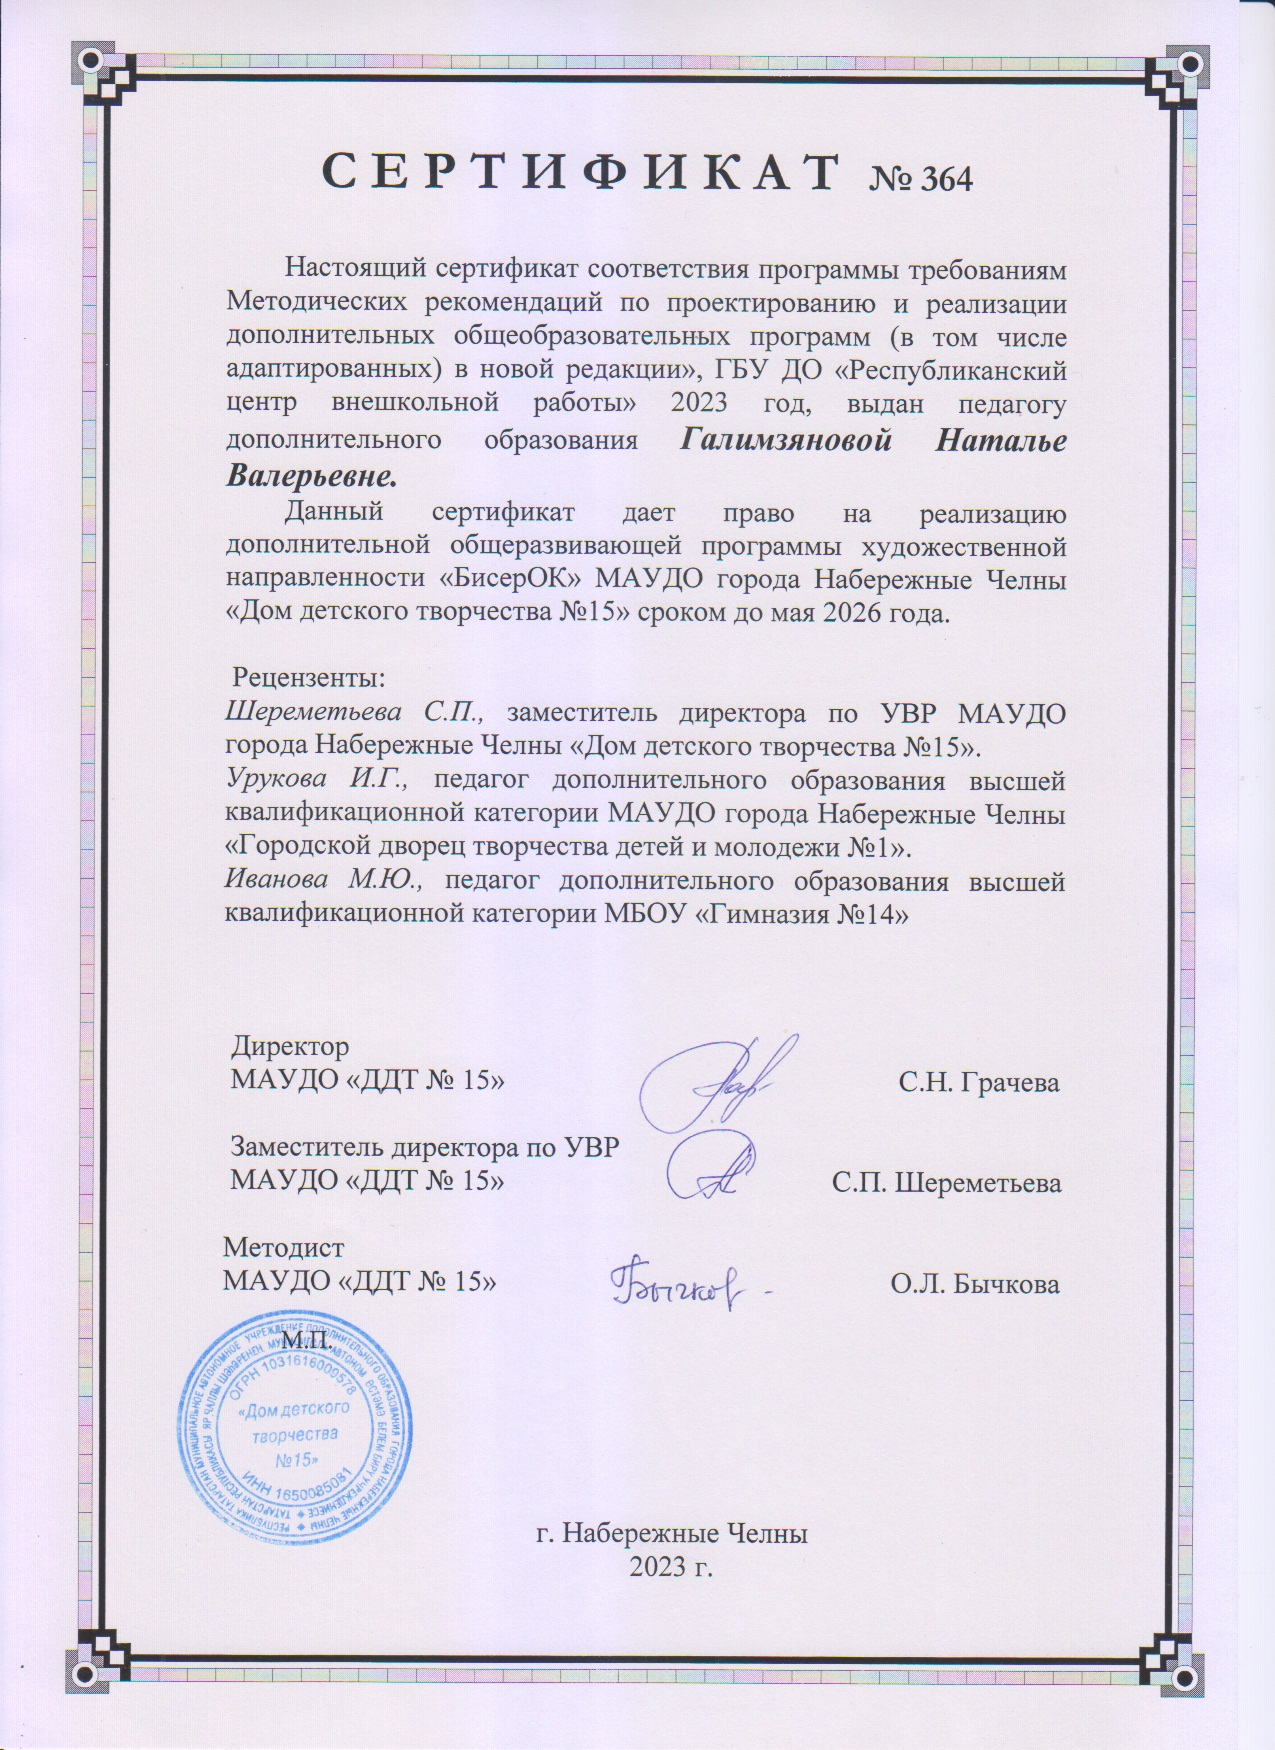 СЕРТИФИКАТ № 364
Настоящий сертификат соответствия программы требованиям
Методических рекомендаций по проектированию и реализации
дополнительных общеобразовательных программ (в том числе
адаптированных) в новой редакции», ГБУ ДО «Республиканский
центр внешкольной работы» 2023 год, выдан педагогу
дополнительного образования Галимзяновой Наталье
Валерьевне.
Данный сертификат дает право на реализацию
дополнительной общеразвивающей программы художественной
направленности «БисерОК» МАУДО города Набережные Челны
«Дом детского творчества №15» сроком до мая 2026 года.
Рецензенты:
Шереметьева С.П., заместитель директора по УВР МАУДО
города Набережные Челны «Дом детского творчества №15».
Урукова И.Г., педагог дополнительного образования высшей
квалификационной категории МАУДО города Набережные Челны
«Городской дворец творчества детей и молодежи №1».
Иванова М.Ю., педагог дополнительного образования высшей
квалификационной категории МБОУ «Гимназия №14»
Директор
МАУДО «ДДТ № 15» С.Н. Грачева
Заместитель директора по УВР
МАУДО «ДДТ № 15» С.П. Шереметьева
Методист
МАУДО «ДДТ № 15» О.Л. Бычкова
М.П.
ОГРН 1031616009578
«Дом детского
творчества
№15»
ИНН 1650085081
г. Набережные Челны
2023 г.